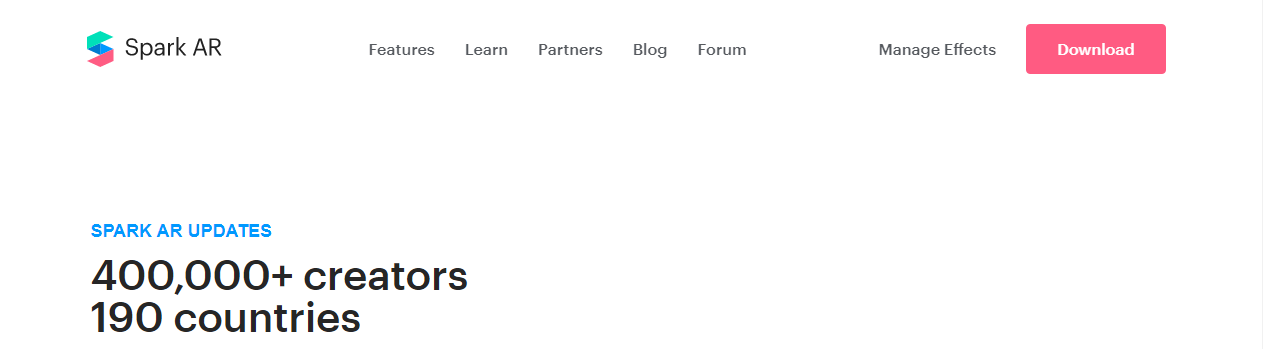 Spark AR
Features Learn Partners Blog Forum Manage Effects Download
SPARK AR UPDATES
400,000+ creators
190 countries